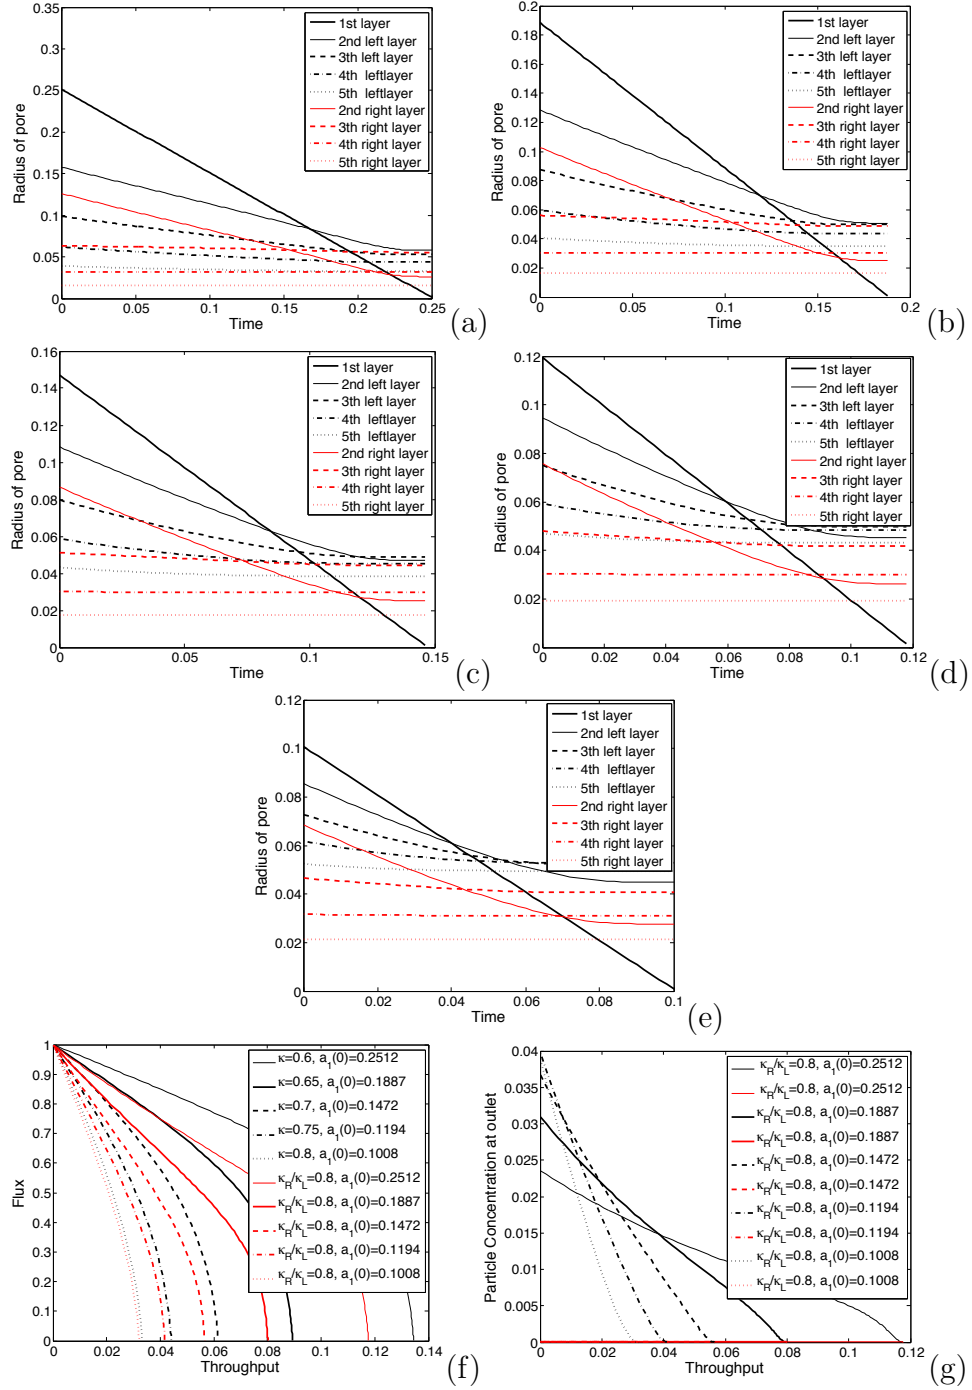 0.35
0.3
0.25
0.2
0.15
0.1
0.05
0
Radius of pore
0 0.05 0.1 0.15 0.2 0.25
Time
1st layer
2nd left layer
3th left layer
4th leftlayer
5th leftlayer
2nd right layer
3th right layer
4th right layer
5th right layer
(a)
0.2
0.18
0.16
0.14
0.12
0.1
0.08
0.06
0.04
0.02
0
Radius of pore
0 0.05 0.1 0.15 0.2
Time
1st layer
2nd left layer
3th left layer
4th leftlayer
5th leftlayer
2nd right layer
3th right layer
4th right layer
5th right layer
(b)
0.16
0.14
0.12
0.1
0.08
0.06
0.04
0.02
0
Radius of pore
0 0.05 0.1 0.15
Time
1st layer
2nd left layer
3th left layer
4th leftlayer
5th leftlayer
2nd right layer
3th right layer
4th right layer
5th right layer
(c)
0.12
0.1
0.08
0.06
0.04
0.02
0
Radius of pore
0 0.02 0.04 0.06 0.08 0.1 0.12
Time
1st layer
2nd left layer
3th left layer
4th leftlayer
5th leftlayer
2nd right layer
3th right layer
4th right layer
5th right layer
(d)
0.12
0.1
0.08
0.06
0.04
0.02
0
Radius of pore
0 0.02 0.04 0.06 0.08 0.1
Time
1st layer
2nd left layer
3th left layer
4th leftlayer
5th leftlayer
2nd right layer
3th right layer
4th right layer
5th right layer
(e)
1
0.9
0.8
0.7
0.6
0.5
0.4
0.3
0.2
0.1
0
Flux
0 0.02 0.04 0.06 0.08 0.1 0.12 0.14
Throughput
κ=0.6, a₁(0)=0.2512
κ=0.65, a₁(0)=0.1887
κ=0.7, a₁(0)=0.1472
κ=0.75, a₁(0)=0.1194
κ=0.8, a₁(0)=0.1008
κR/κL=0.8, a₁(0)=0.2512
κR/κL=0.8, a₁(0)=0.1887
κR/κL=0.8, a₁(0)=0.1472
κR/κL=0.8, a₁(0)=0.1194
κR/κL=0.8, a₁(0)=0.1008
(f)
0.04
0.035
0.03
0.025
0.02
0.015
0.01
0.005
0
Particle Concentration at outlet
0 0.02 0.04 0.06 0.08 0.1 0.12
Throughput
κR/κL=0.8, a₁(0)=0.2512
κR/κL=0.8, a₁(0)=0.2512
κR/κL=0.8, a₁(0)=0.1887
κR/κL=0.8, a₁(0)=0.1887
κR/κL=0.8, a₁(0)=0.1472
κR/κL=0.8, a₁(0)=0.1472
κR/κL=0.8, a₁(0)=0.1194
κR/κL=0.8, a₁(0)=0.1194
κR/κL=0.8, a₁(0)=0.1008
κR/κL=0.8, a₁(0)=0.1008
(g)